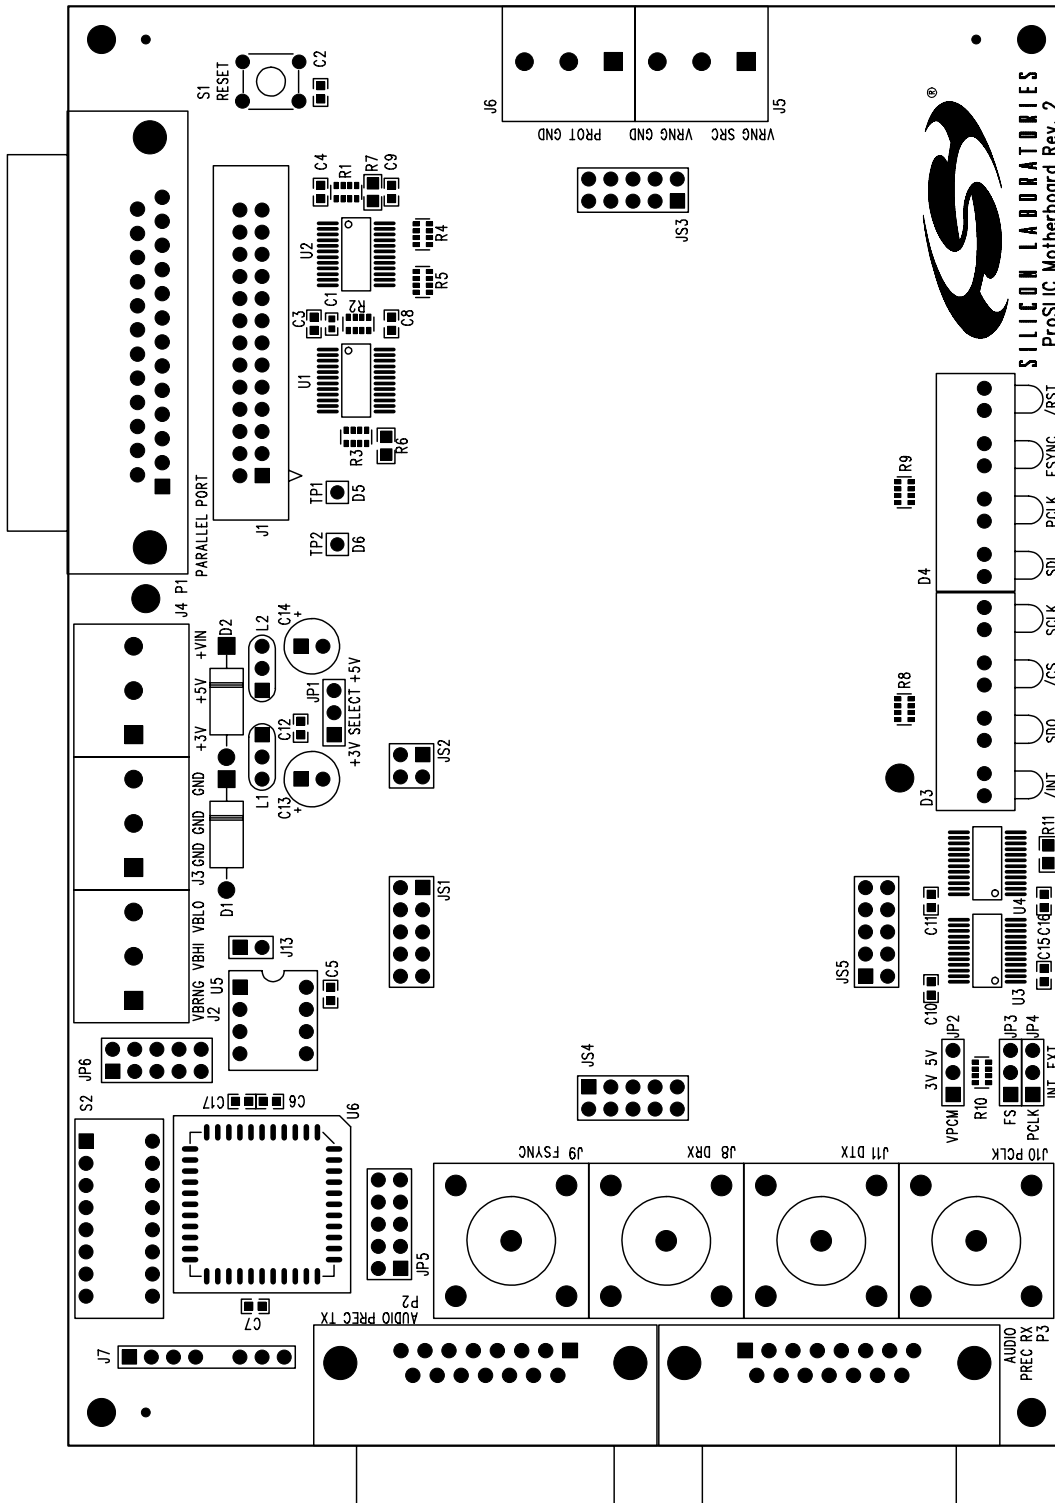 S1
RESET
C2
J6
PROT GND
VRNG GND
VRNG SRC
J5
JS3
®
SILICON LABORATORIES
ProSLIC Motherboard Rev. 2
C4
R1
R7
C9
U2
R4
R5
C3
C1
R2
C8
U1
R3
R6
TP1
D5
TP2
D6
J1
PARALLEL PORT
P1
J4
+VIN
+5V
+3V
D2
L2
C14
+
JP1
+3V SELECT +5V
C12
L1
C13
+
GND
GND
GND
J3
D1
JS2
JS1
R9
R8
D4
D3
/RST
FSYNC
PCLK
SDI
SCLK
/CS
SDO
/INT
R11
VBLO
VBHI
VBRNG
J2
J13
U5
C5
JP6
S2
C17
C6
U6
JS4
JS5
C11
C10
U4
C16
C15
U3
JP2
3V 5V
VPCM
R10
JP3
JP4
FS
PCLK
INT EXT
J9 FSYNC
J8 DRX
J11 DTX
J10 PCLK
JP5
P2
AUDIO PREC TX
C7
J7
AUDIO
PREC RX
P3